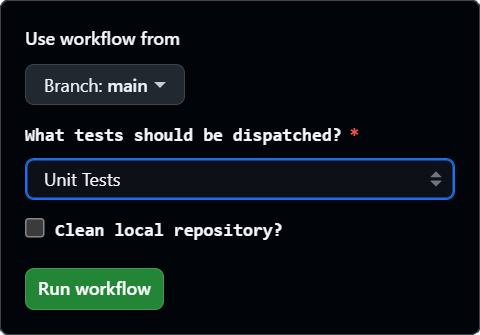 Use workflow from
Branch: main
What tests should be dispatched? *
Unit Tests
Clean local repository?
Run workflow